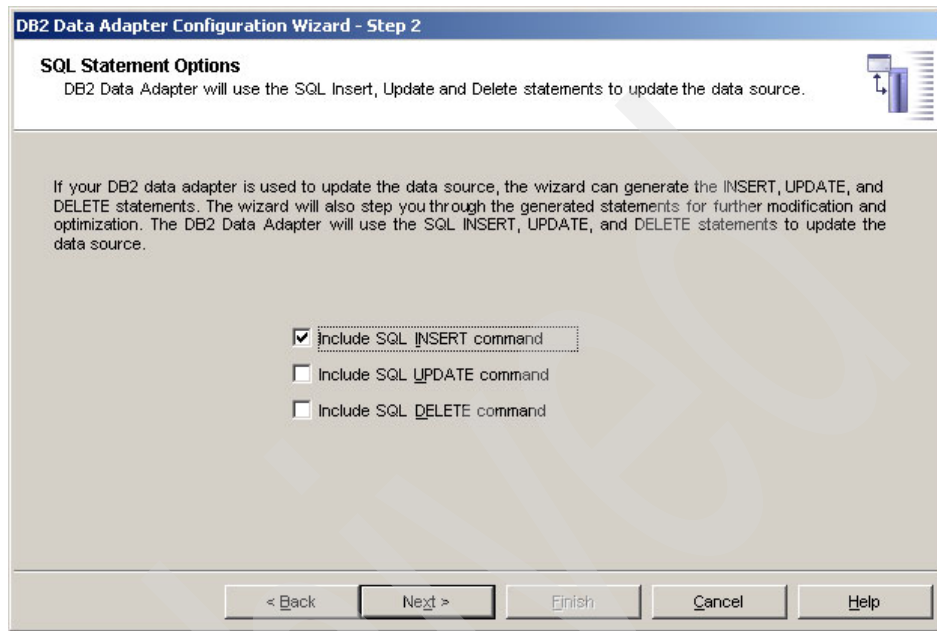 DB2 Data Adapter Configuration Wizard - Step 2
SQL Statement Options
DB2 Data Adapter will use the SQL Insert, Update and Delete statements to update the data source.
If your DB2 data adapter is used to update the data source, the wizard can generate the INSERT, UPDATE, and
DELETE statements. The wizard will also step you through the generated statements for further modification and
optimization. The DB2 Data Adapter will use the SQL INSERT, UPDATE, and DELETE statements to update the
data source.
Include SQL INSERT command
Include SQL UPDATE command
Include SQL DELETE command
< Back
Next >
Finish
Cancel
Help